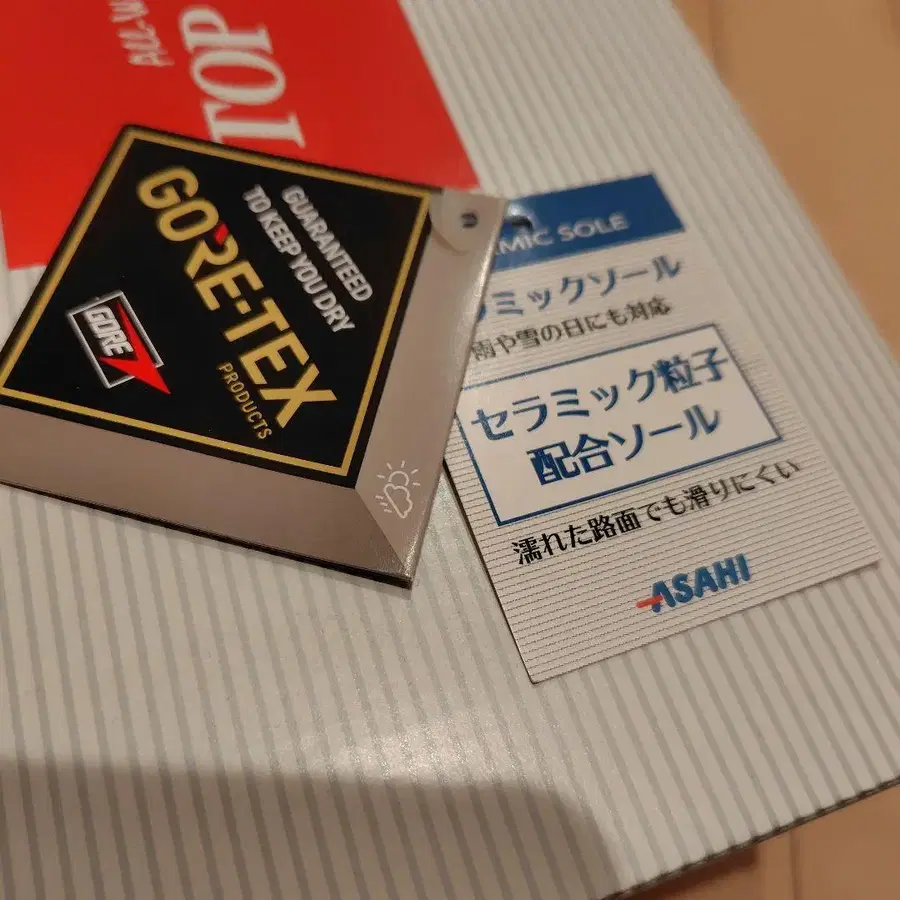 TOP
ALL-W
GUARANTEED
TO KEEP YOU DRY
GORE-TEX
PRODUCTS
GORE
MIC SOLE
ミックソール
雨や雪の日にも対応
セラミック粒子
配合ソール
濡れた路面でも滑りにくい
ASAHI